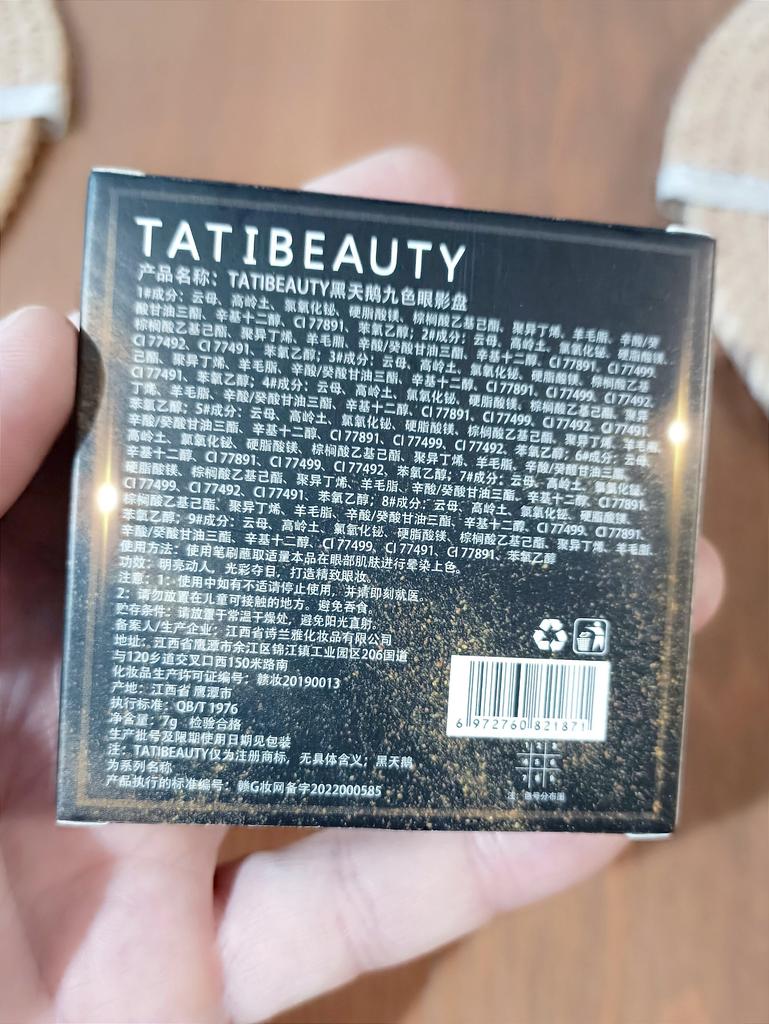 TATIBEAUTY
产品名称：TATIBEAUTY黑天鹅九色眼影盘
1#成分：云母、高岭土、氯氧化铋、硬脂酸镁、棕榈酸乙基己酯、聚异丁烯、羊毛脂、辛酸/癸
酸甘油三酯、辛基十二醇、CI 77891、苯氧乙醇；2#成分：云母、高岭土、氯氧化铋、硬脂酸镁、
棕榈酸乙基己酯、聚异丁烯、羊毛脂、辛酸/癸酸甘油三酯、辛基十二醇、CI 77891、CI 77499、
CI 77492、CI 77491、苯氧乙醇；3#成分：云母、高岭土、氯氧化铋、硬脂酸镁、棕榈酸乙基
己酯、聚异丁烯、羊毛脂、辛酸/癸酸甘油三酯、辛基十二醇、CI 77891、CI 77499、CI 77492、
CI 77491、苯氧乙醇；4#成分：云母、高岭土、氯氧化铋、硬脂酸镁、棕榈酸乙基己酯、聚异
丁烯、羊毛脂、辛酸/癸酸甘油三酯、辛基十二醇、CI 77891、CI 77499、CI 77492、CI 77491、
苯氧乙醇；5#成分：云母、高岭土、氯氧化铋、硬脂酸镁、棕榈酸乙基己酯、聚异丁烯、羊毛脂、
辛酸/癸酸甘油三酯、辛基十二醇、CI 77891、CI 77499、CI 77492、苯氧乙醇；6#成分：云母、
高岭土、氯氧化铋、硬脂酸镁、棕榈酸乙基己酯、聚异丁烯、羊毛脂、辛酸/癸酸甘油三酯、
辛基十二醇、CI 77891、CI 77499、CI 77492、苯氧乙醇；7#成分：云母、高岭土、氯氧化铋、
硬脂酸镁、棕榈酸乙基己酯、聚异丁烯、羊毛脂、辛酸/癸酸甘油三酯、辛基十二醇、CI 77891、
CI 77499、CI 77492、CI 77491、苯氧乙醇；8#成分：云母、高岭土、氯氧化铋、硬脂酸镁、
棕榈酸乙基己酯、聚异丁烯、羊毛脂、辛酸/癸酸甘油三酯、辛基十二醇、CI 77499、CI 77891、
苯氧乙醇；9#成分：云母、高岭土、氯氧化铋、硬脂酸镁、棕榈酸乙基己酯、聚异丁烯、羊毛脂、
辛酸/癸酸甘油三酯、辛基十二醇、CI 77499、CI 77491、CI 77891、苯氧乙醇
使用方法：使用笔刷蘸取适量本品在眼部肌肤进行晕染上色。
功效：明亮动人，光彩夺目，打造精致眼妆。
注意：1：使用中如有不适请停止使用，并请即刻就医。
2：请勿放置在儿童可接触的地方，避免吞食。
贮存条件：请放置于常温干燥处，避免阳光直射。
备案人/生产企业：江西省诗兰雅化妆品有限公司
地址：江西省鹰潭市余江区锦江镇工业园区206国道
与120乡道交叉口西150米路南
化妆品生产许可证编号：赣妆20190013
产地：江西省 鹰潭市
执行标准：QB/T 1976
净含量：7g 检验合格
生产批号及限期使用日期见包装
注：TATIBEAUTY仅为注册商标，无具体含义；黑天鹅
为系列名称
产品执行的标准编号：赣G妆网备字2022000585
6 972760 821871
注：色号分布图